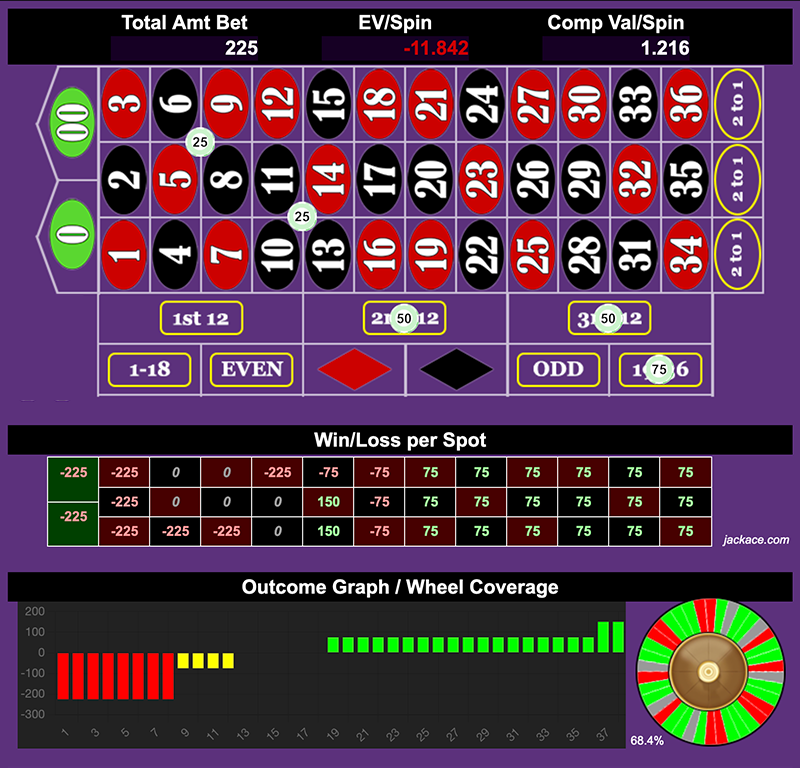 Total Amt Bet EV/Spin Comp Val/Spin
225 -11.842 1.216
00 3 6 9 12 15 18 21 24 27 30 33 36 2 to 1
25
2 5 8 11 14 17 20 23 26 29 32 35 2 to 1
25
0 1 4 7 10 13 16 19 22 25 28 31 34 2 to 1
1st 12 2 50 12 3 50 12
1-18 EVEN ODD 1 75 6
Win/Loss per Spot
-225 -225 0 0 -225 -75 -75 75 75 75 75 75 75
-225 0 0 0 150 -75 75 75 75 75 75 75
-225 -225 -225 -225 0 150 -75 75 75 75 75 75 75
jackace.com
Outcome Graph / Wheel Coverage
200
100
0
-100
-200
-300
1 3 5 7 9 11 13 15 17 19 21 23 25 27 29 31 33 35 37
68.4%